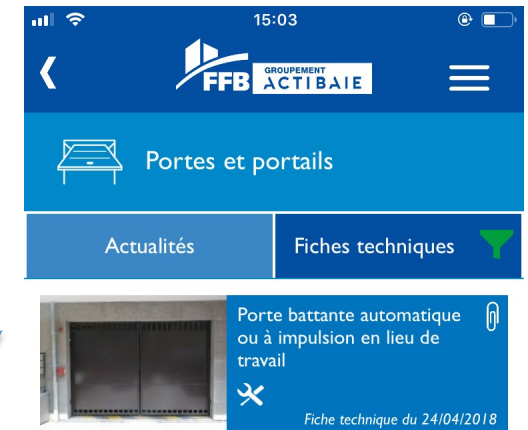 15:03
FFB GROUPEMENT
ACTIBAIE
Portes et portails
Actualités
Fiches techniques
Porte battante automatique
ou à impulsion en lieu de
travail
Fiche technique du 24/04/2018